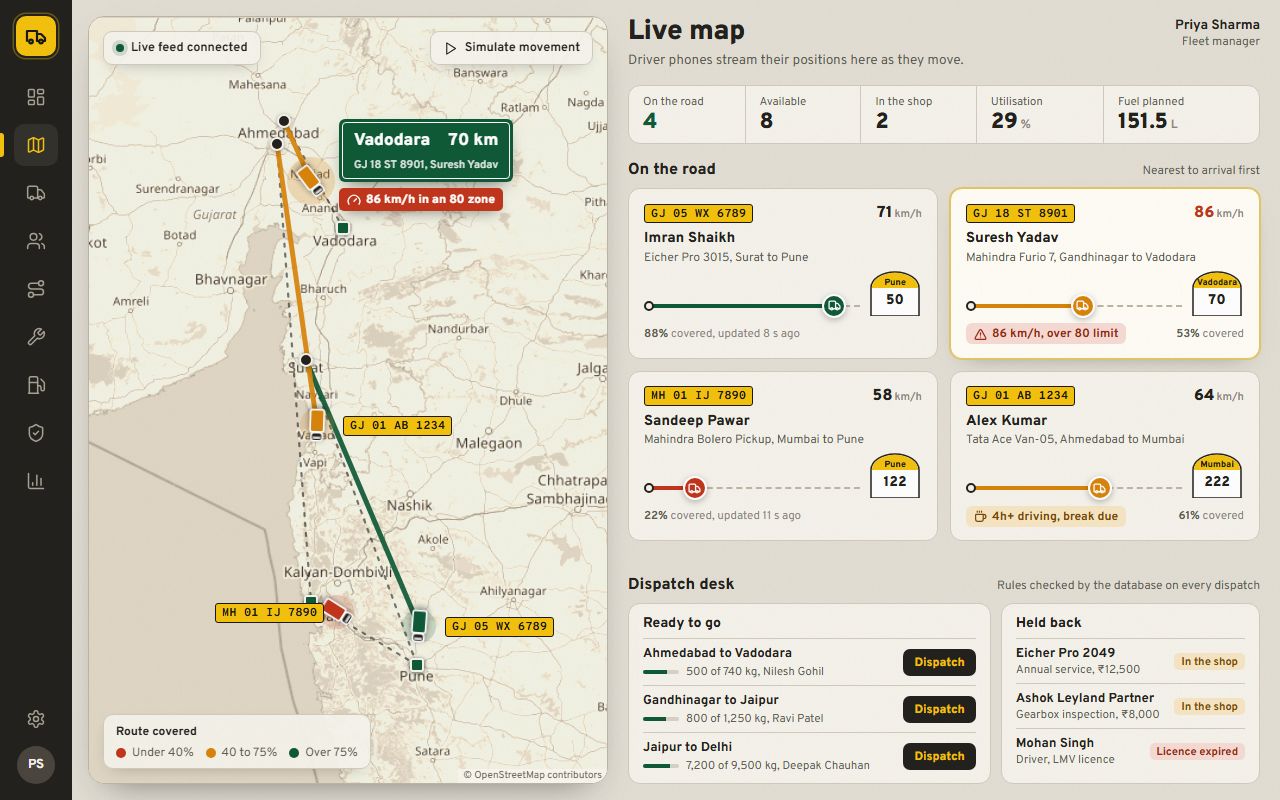 Live feed connected
Simulate movement
Palanpur
Mahesana
Banswara
Ratlam
Nagda
Ahmedabad
Ujja
Vadodara 70 km
GJ 18 ST 8901, Suresh Yadav
86 km/h in an 80 zone
orbi
Surendranagar
Anand
Pith
Gujarat
Vadodara
kot
Botad
Bhavnagar
Khar
Amreli
Bharuch
Nandurbar
Surat
Jalga
Navsari
Dhule
GJ 01 AB 1234
Malegaon
Vapi
Chhatrapa
Sambhajinag
Nashik
Akole
Kalyan-Dombivli
Ahilyanagar
MH 01 IJ 7890
GJ 05 WX 6789
Pune
Ba
Satara
Route covered
Under 40%
40 to 75%
Over 75%
© OpenStreetMap contributors
PS
Live map
Driver phones stream their positions here as they move.
Priya Sharma
Fleet manager
On the road
4
Available
8
In the shop
2
Utilisation
29 %
Fuel planned
151.5 L
On the road
Nearest to arrival first
GJ 05 WX 6789
71 km/h
Imran Shaikh
Eicher Pro 3015, Surat to Pune
Pune
50
88% covered, updated 8 s ago
GJ 18 ST 8901
86 km/h
Suresh Yadav
Mahindra Furio 7, Gandhinagar to Vadodara
Vadodara
70
86 km/h, over 80 limit
53% covered
MH 01 IJ 7890
58 km/h
Sandeep Pawar
Mahindra Bolero Pickup, Mumbai to Pune
Pune
122
22% covered, updated 11 s ago
GJ 01 AB 1234
64 km/h
Alex Kumar
Tata Ace Van-05, Ahmedabad to Mumbai
Mumbai
222
4h+ driving, break due
61% covered
Dispatch desk
Rules checked by the database on every dispatch
Ready to go
Ahmedabad to Vadodara
500 of 740 kg, Nilesh Gohil
Dispatch
Gandhinagar to Jaipur
800 of 1,250 kg, Ravi Patel
Dispatch
Jaipur to Delhi
7,200 of 9,500 kg, Deepak Chauhan
Dispatch
Held back
Eicher Pro 2049
Annual service, ₹12,500
In the shop
Ashok Leyland Partner
Gearbox inspection, ₹8,000
In the shop
Mohan Singh
Driver, LMV licence
Licence expired